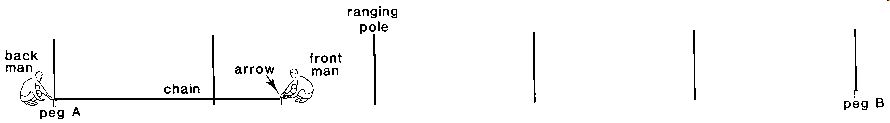 ranging
pole
back
man
arrow
front
man
chain
peg A
peg B